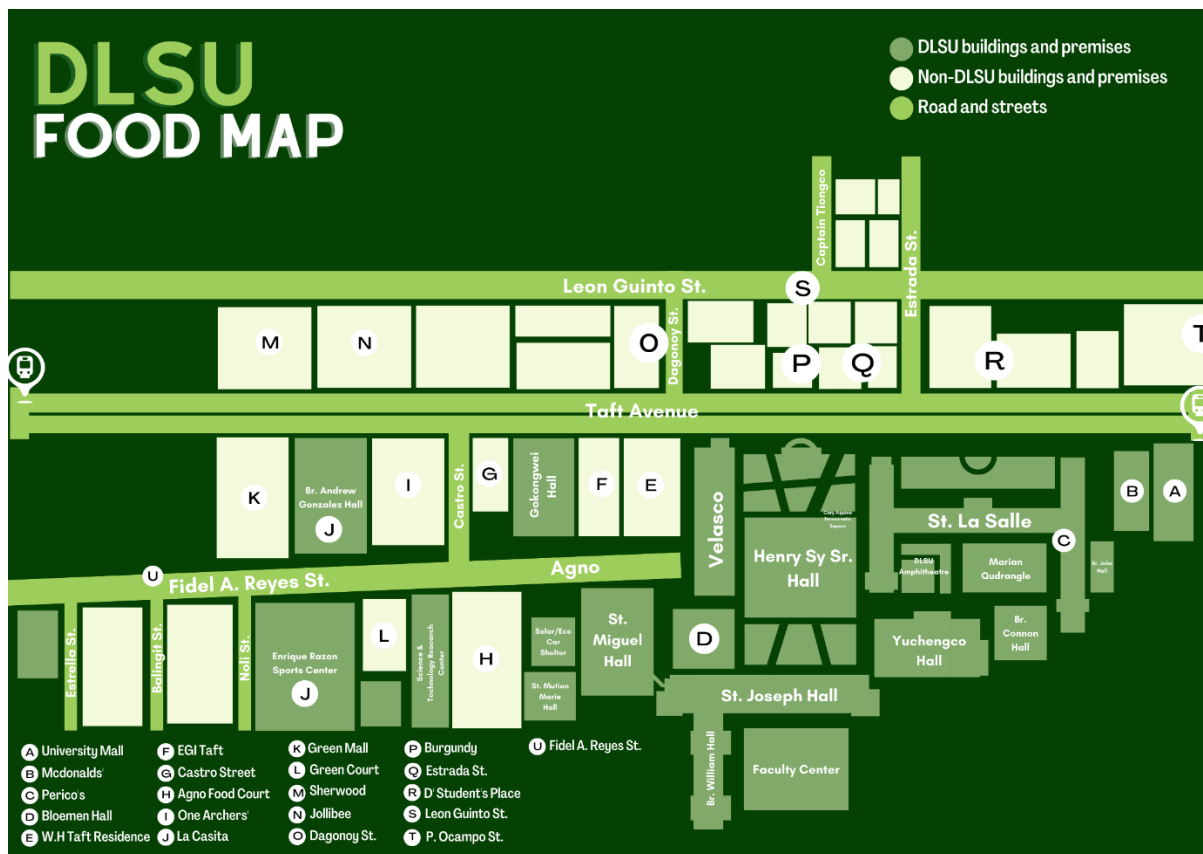 DLSU
FOOD MAP
DLSU buildings and premises
Non-DLSU buildings and premises
Road and streets
Captain Tiongco
Estrada St.
Leon Guinto St.
S
M
N
O
Dagonoy St.
P
Q
R
T
Taft Avenue
K
Br. Andrew
Gonzalez Hall
J
I
Castro St.
G
Gokongwei
Hall
F
E
Velasco
Cory Aquino
Democratic
Square
Henry Sy Sr.
Hall
St. La Salle
C
B
A
DLSU
Amphitheatre
Marian
Qudrangle
Sr. John
Hall
U
Fidel A. Reyes St.
Agno
Estrella St.
Balingit St.
Noli St.
Enrique Razon
Sports Center
J
L
Science &
Technology Research
Center
H
Solar/Eco
Car
Shelter
St. Mutien
Marie
Hall
St.
Miguel
Hall
D
Yuchengco
Hall
Br.
Connon
Hall
St. Joseph Hall
Br. William Hall
Faculty Center
A University Mall
B Mcdonalds'
C Perico's
D Bloemen Hall
E W.H Taft Residence
F EGI Taft
G Castro Street
H Agno Food Court
I One Archers'
J La Casita
K Green Mall
L Green Court
M Sherwood
N Jollibee
O Dagonoy St.
P Burgundy
Q Estrada St.
R D' Student's Place
S Leon Guinto St.
T P. Ocampo St.
U Fidel A. Reyes St.